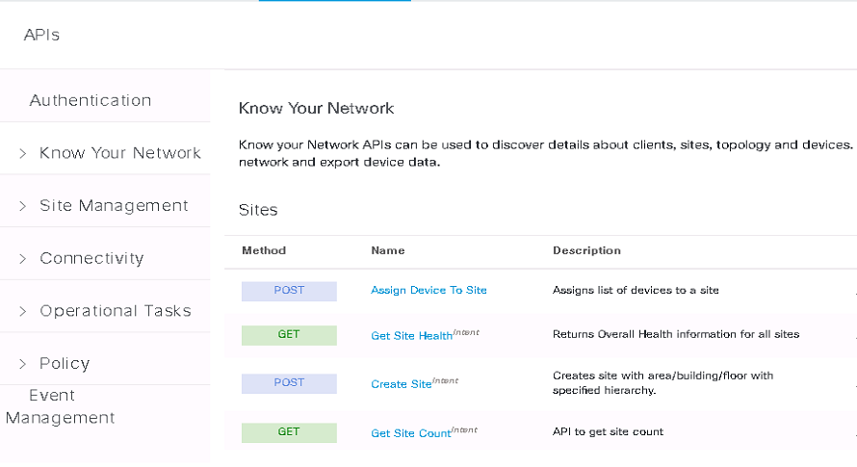 APIs
Authentication
Know Your Network
Site Management
Connectivity
Operational Tasks
Policy
Event
Management
Know Your Network
Know your Network APIs can be used to discover details about clients, sites, topology and devices.
network and export device data.
Sites
Method Name Description
POST Assign Device To Site Assigns list of devices to a site
GET Get Site Health Intent Returns Overall Health information for all sites
POST Create Site Intent Creates site with area/building/floor with
specified hierarchy.
GET Get Site Count Intent API to get site count